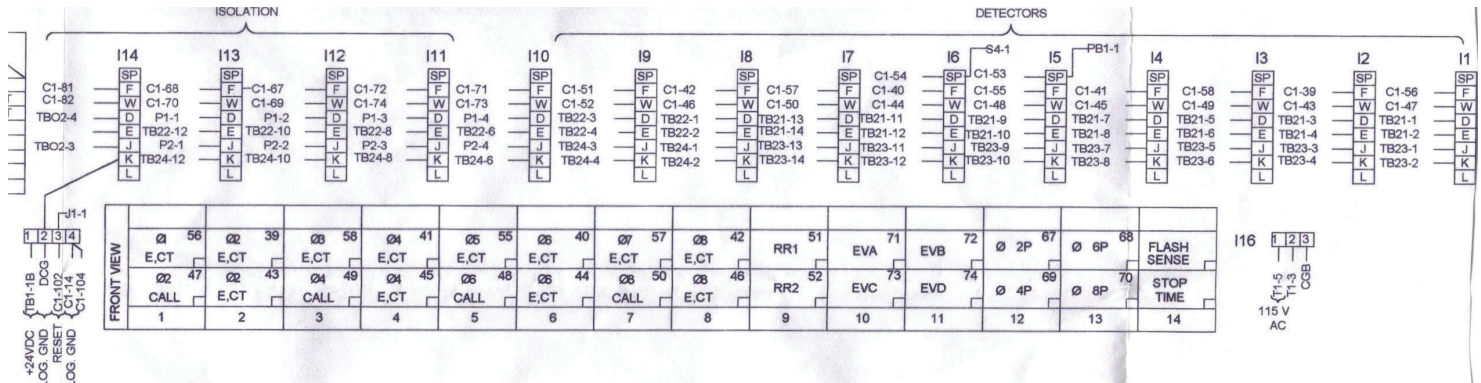 ISOLATION DETECTORS
I14 I13 I12 I11 I10 I9 I8 I7 I6 S4-1 I5 PB1-1 I4 I3 I2 I1
SP SP SP SP SP SP SP SP C1-54 SP C1-53 SP SP SP SP SP
C1-81 F C1-68 F C1-67 F C1-72 F C1-71 F C1-51 F C1-42 F C1-57 F C1-40 F C1-55 F C1-41 F C1-58 F C1-39 F C1-56 F
C1-82 W C1-70 W C1-69 W C1-74 W C1-73 W C1-52 W C1-46 W C1-50 W C1-44 W C1-48 W C1-45 W C1-49 W C1-43 W C1-47 W
TBO2-4 D P1-1 D P1-2 D P1-3 D P1-4 D TB22-3 D TB22-1 D TB21-13 D TB21-11 D TB21-9 D TB21-7 D TB21-5 D TB21-3 D TB21-1 D
E TB22-12 E TB22-10 E TB22-8 E TB22-6 E TB22-4 E TB22-2 E TB21-14 E TB21-12 E TB21-10 E TB21-8 E TB21-6 E TB21-4 E TB21-2 E
TBO2-3 J P2-1 J P2-2 J P2-3 J P2-4 J TB24-3 J TB24-1 J TB23-13 J TB23-11 J TB23-9 J TB23-7 J TB23-5 J TB23-3 J TB23-1 J
K TB24-12 K TB24-10 K TB24-8 K TB24-6 K TB24-4 K TB24-2 K TB23-14 K TB23-12 K TB23-10 K TB23-8 K TB23-6 K TB23-4 K TB23-2 K
L L L L L L L L L L L L L L
J1-1
1 2 3 4
TB1-1B
DCG
C1-102
C1-14
C1-104
+24VDC
LOG. GND
RESET
LOG. GND
FRONT VIEW
Ø1 56 Ø2 39 Ø3 58 Ø4 41 Ø5 55 Ø6 40 Ø7 57 Ø8 42 RR1 51 EVA 71 EVB 72 Ø 2P 67 Ø 6P 68 FLASH
E,CT E,CT E,CT E,CT E,CT E,CT E,CT E,CT SENSE
Ø2 47 Ø2 43 Ø4 49 Ø4 45 Ø6 48 Ø6 44 Ø8 50 Ø8 46 RR2 52 EVC 73 EVD 74 Ø 4P 69 Ø 8P 70 STOP
CALL E,CT CALL E,CT CALL E,CT CALL E,CT TIME
1 2 3 4 5 6 7 8 9 10 11 12 13 14
I16 1 2 3
T1-5
T1-3
CGB
115 V
AC